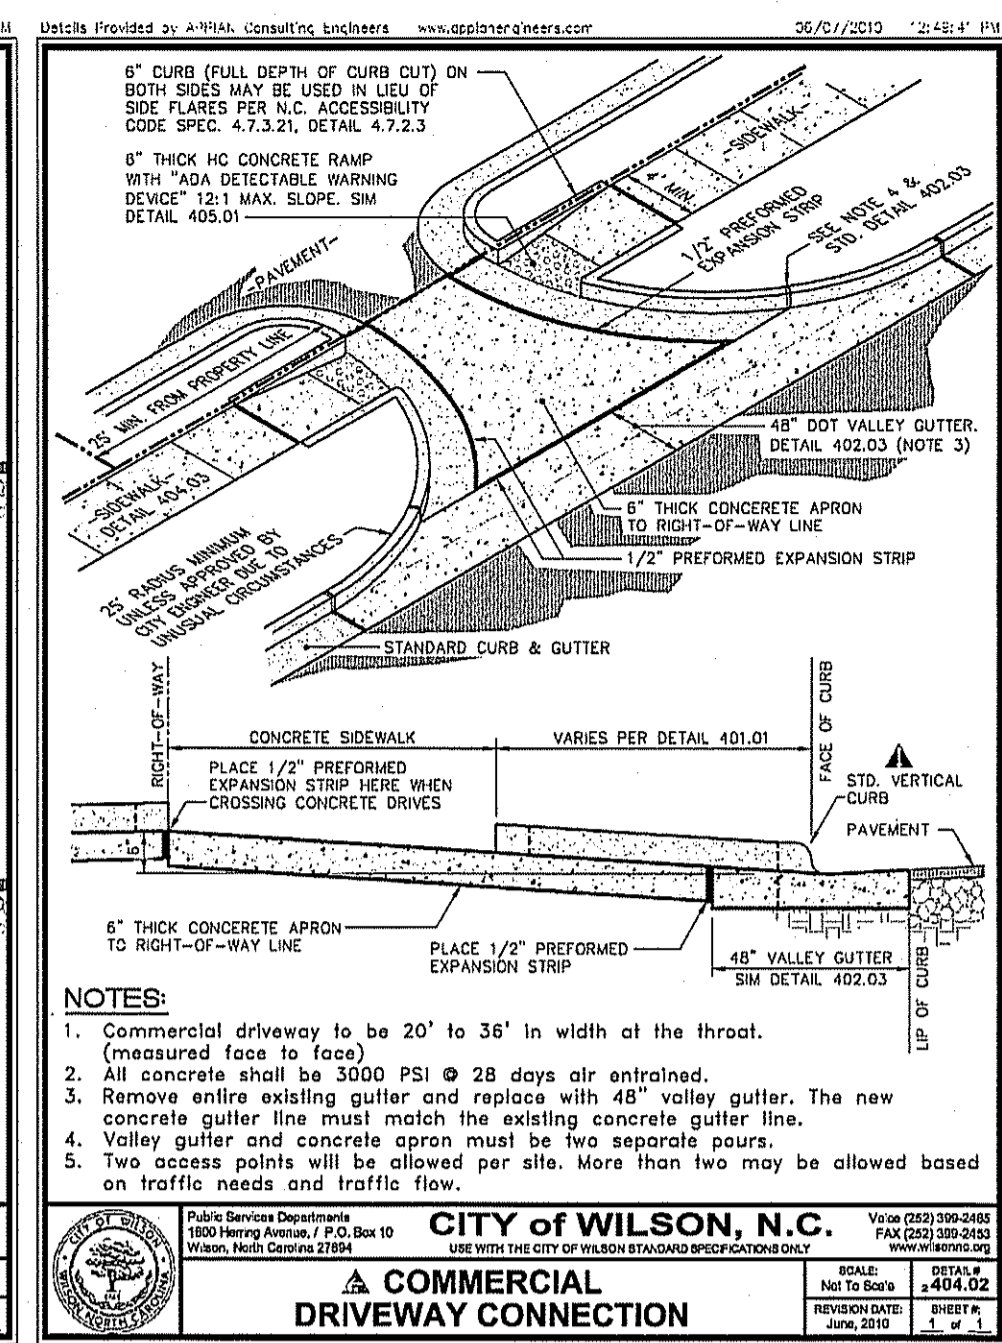 Details Provided by Consulting Engineers
12:49:41 PM
6" CURB (FULL DEPTH OF CURB CUT) ON
BOTH SIDES MAY BE USED IN LIEU OF
SIDE FLARES PER N.C. ACCESSIBILITY
CODE SPEC. 4.7.3.21, DETAIL 4.7.2.3
6" THICK HC CONCRETE RAMP
WITH "ADA DETECTABLE WARNING
DEVICE" 12:1 MAX. SLOPE. SIM
DETAIL 405.01
-SIDEWALK-
4' MIN.
1/2" PREFORMED
EXPANSION STRIP
SEE NOTE 4 &
STD. DETAIL 402.03
-PAVEMENT-
25' MIN. FROM PROPERTY LINE
48" DOT VALLEY GUTTER.
DETAIL 402.03 (NOTE 3)
-SIDEWALK-
DETAIL 404.03
6" THICK CONCERETE APRON
TO RIGHT-OF-WAY LINE
1/2" PREFORMED EXPANSION STRIP
25' RADIUS MINIMUM
UNLESS APPROVED BY
CITY ENGINEER DUE TO
UNUSUAL CIRCUMSTANCES
STANDARD CURB & GUTTER
RIGHT-OF-WAY
CONCRETE SIDEWALK
VARIES PER DETAIL 401.01
FACE OF CURB
PLACE 1/2" PREFORMED
EXPANSION STRIP HERE WHEN
CROSSING CONCRETE DRIVES
STD. VERTICAL
CURB
PAVEMENT
6" THICK CONCERETE APRON
TO RIGHT-OF-WAY LINE
PLACE 1/2" PREFORMED
EXPANSION STRIP
48" VALLEY GUTTER
SIM DETAIL 402.03
LIP OF CURB
NOTES:
1. Commercial driveway to be 20' to 36' in width at the throat.
(measured face to face)
2. All concrete shall be 3000 PSI @ 28 days air entrained.
3. Remove entire existing gutter and replace with 48" valley gutter. The new
concrete gutter line must match the existing concrete gutter line.
4. Valley gutter and concrete apron must be two separate pours.
5. Two access points will be allowed per site. More than two may be allowed based
on traffic needs and traffic flow.
CITY OF WILSON
WILSON NORTH CAROLINA
Public Services Departments
1800 Herring Avenue, / P.O. Box 10
Wilson, North Carolina 27894
CITY of WILSON, N.C.
USE WITH THE CITY OF WILSON STANDARD SPECIFICATIONS ONLY
Voice (252) 399-2465
FAX (252) 399-2453
www.wilsonnc.org
COMMERCIAL
DRIVEWAY CONNECTION
SCALE:
Not To Scale
DETAIL #
2 404.02
REVISION DATE:
June, 2010
SHEET #:
1 of 1